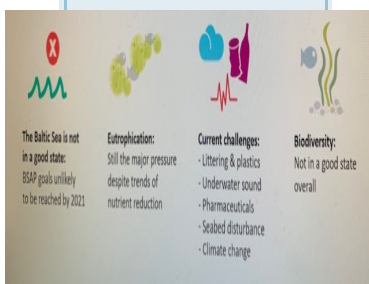 The Baltic Sea is not
in a good state:
BSAP goals unlikely
to be reached by 2021
Eutrophication:
Still the major pressure
despite trends of
nutrient reduction
Current challenges:
- Littering & plastics
- Underwater sound
- Pharmaceuticals
- Seabed disturbance
- Climate change
Biodiversity:
Not in a good state
overall